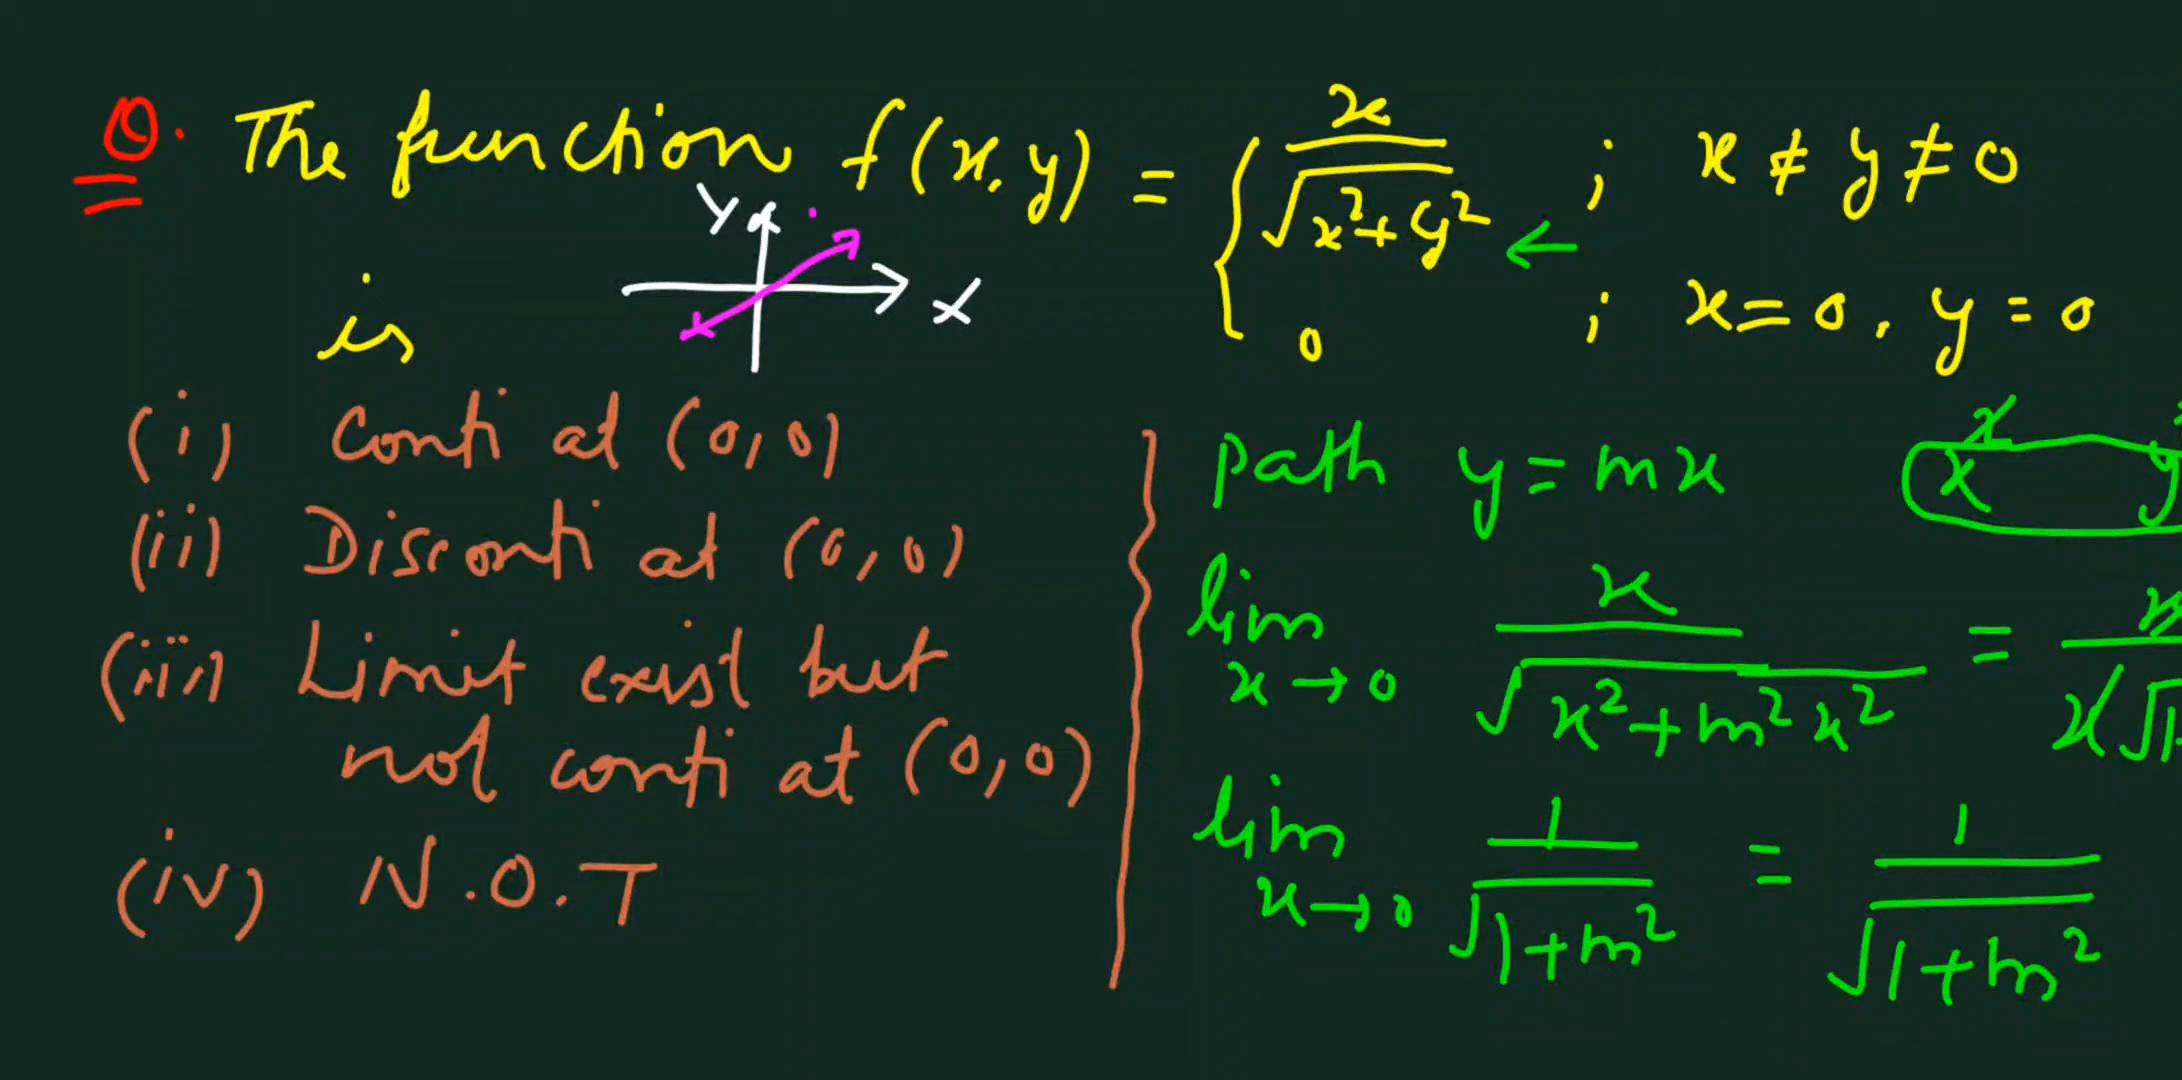 Q. The function f(x,y) = { x / √x²+y² ; x ≠ y ≠ 0
0 ; x=0, y=0
is
Y
X
(i) Conti at (0,0)
(ii) Disconti at (0,0)
(iii) Limit exist but
not conti at (0,0)
(iv) N.O.T
path y = mx
x y
lim x→0 x / √x²+m²x² =
lim x→0 1 / √1+m² = 1 / √1+m²